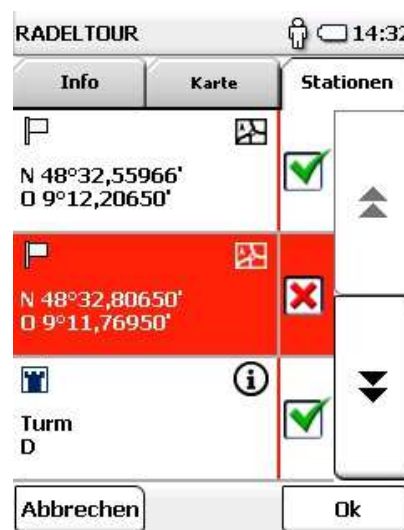 RADELTOUR 14:32
Info Karte Stationen
N 48°32,55966'
O 9°12,20650'
N 48°32,80650'
O 9°11,76950'
Turm
D
Abbrechen Ok